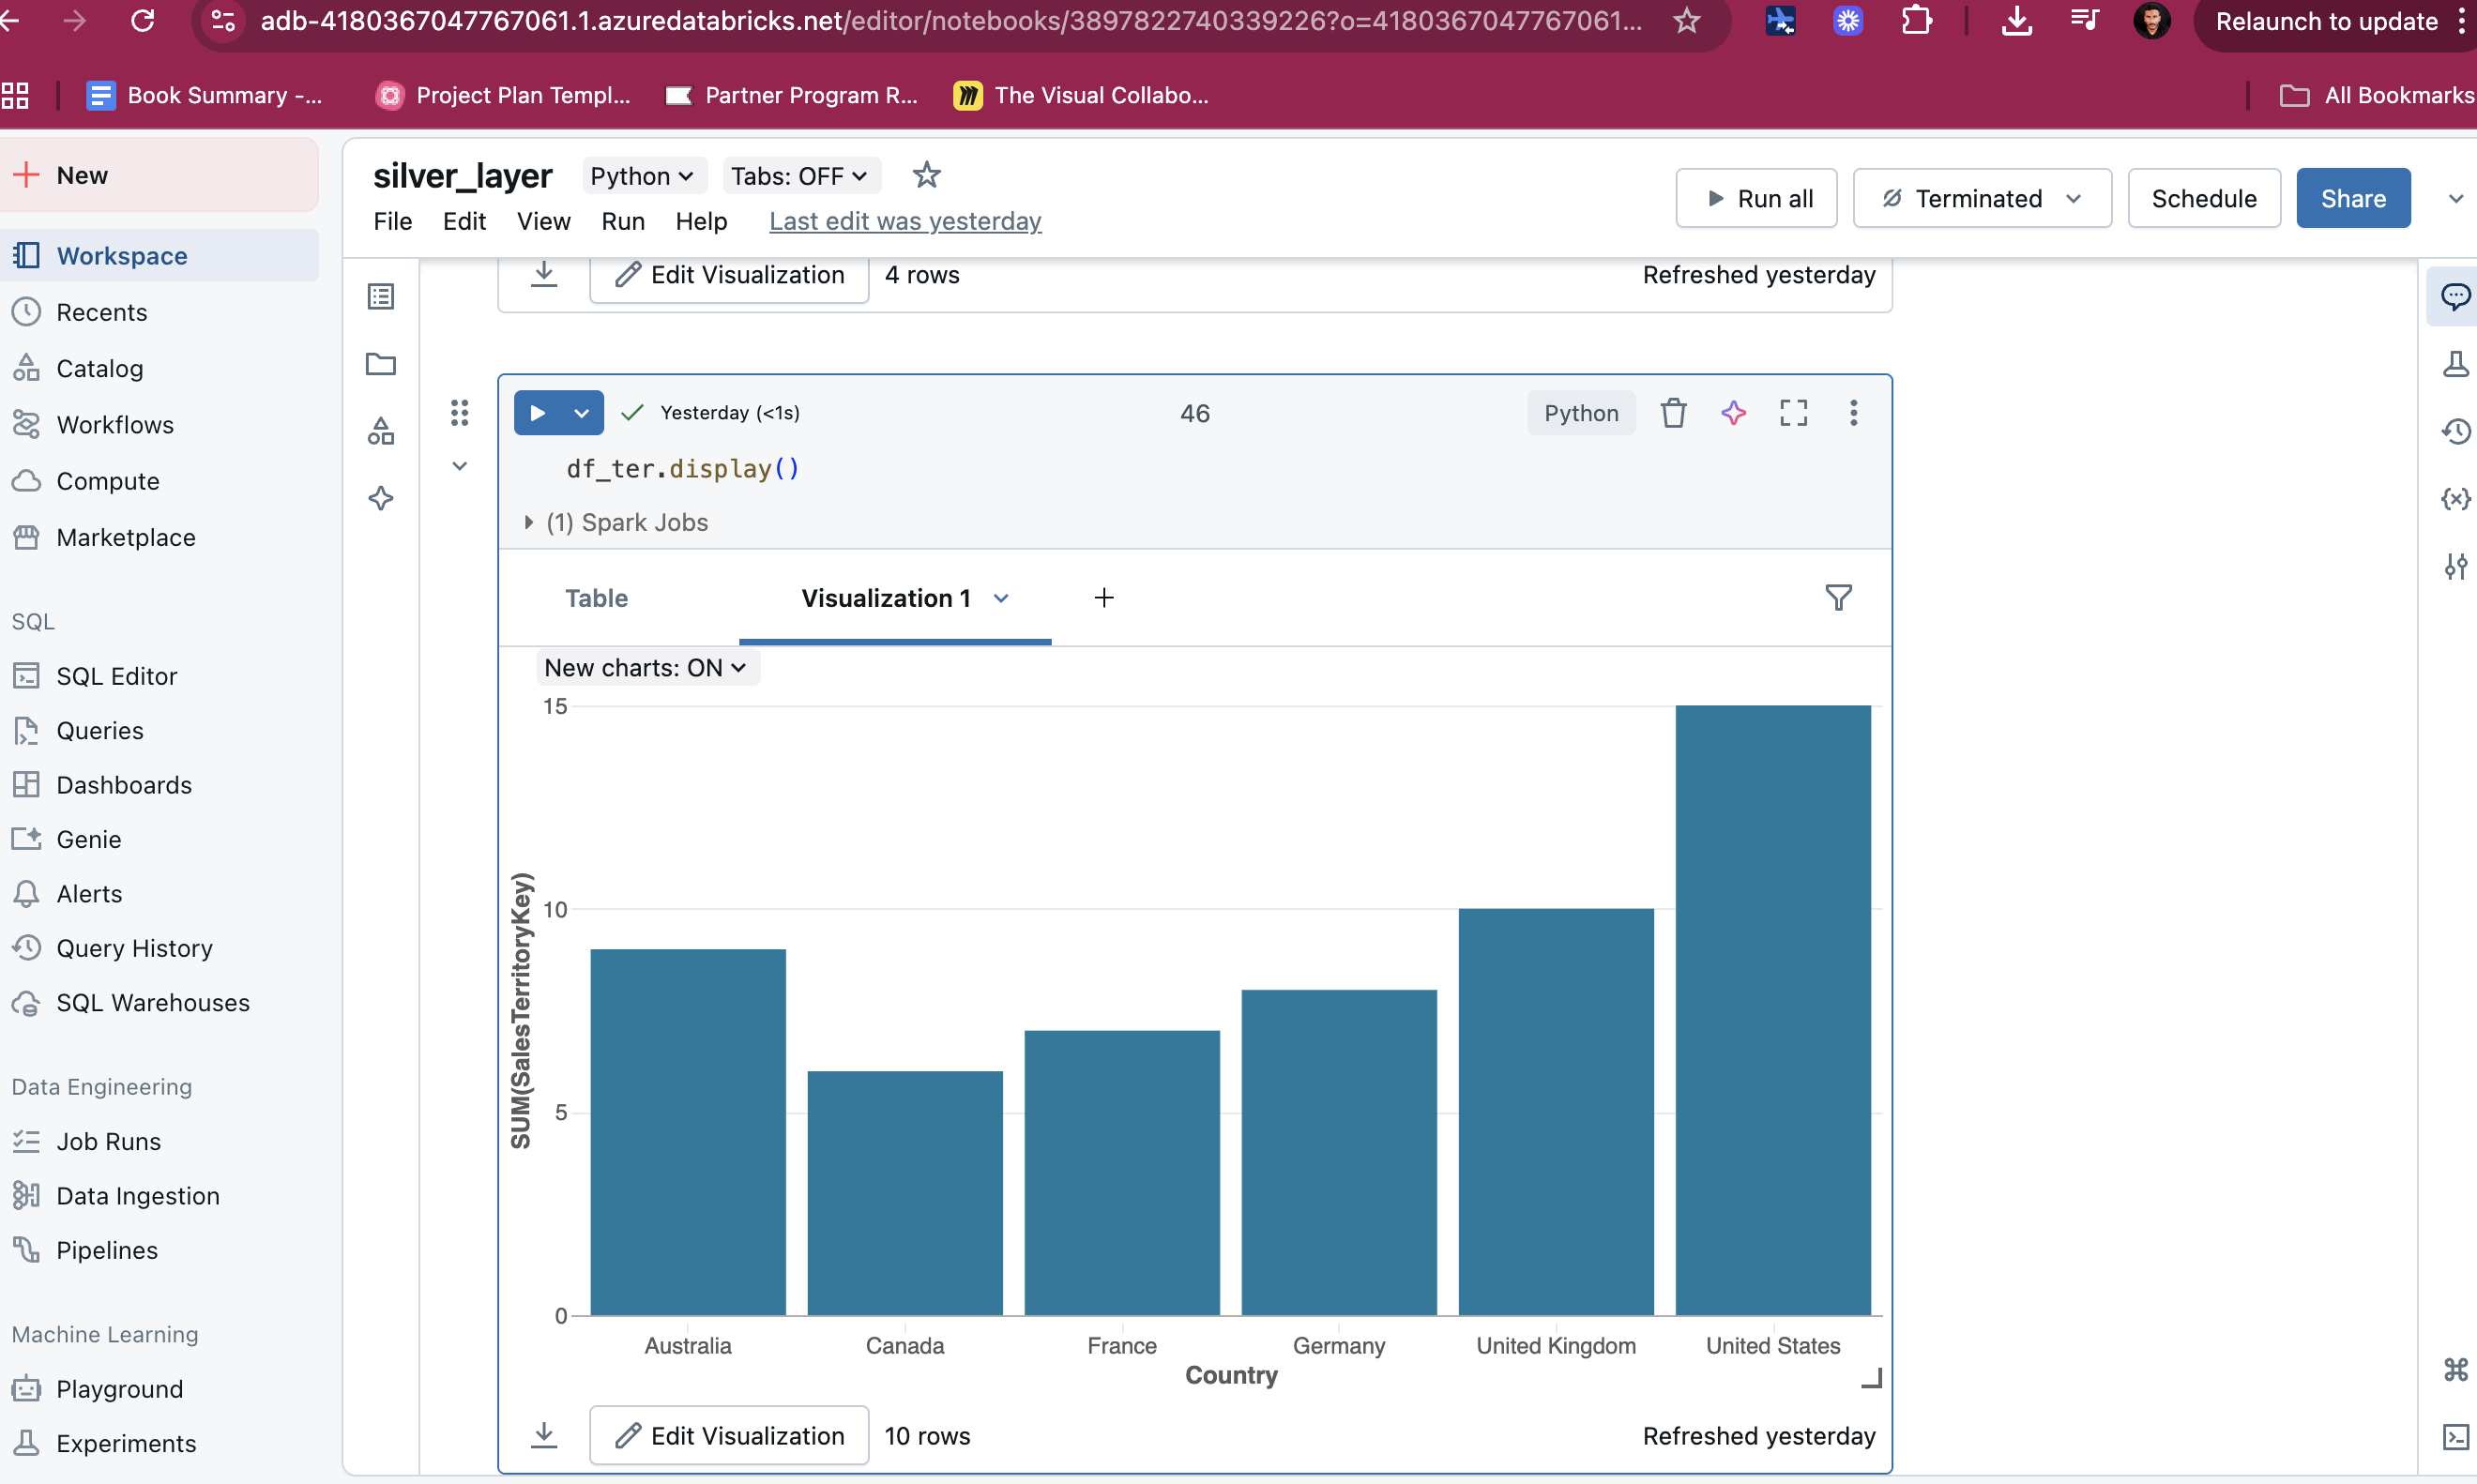 adb-4180367047767061.1.azuredatabricks.net/editor/notebooks/3897822740339226?o=4180367047767061...
Relaunch to update
Book Summary -...
Project Plan Templ...
Partner Program R...
The Visual Collabo...
All Bookmarks
New
Workspace
Recents
Catalog
Workflows
Compute
Marketplace
SQL
SQL Editor
Queries
Dashboards
Genie
Alerts
Query History
SQL Warehouses
Data Engineering
Job Runs
Data Ingestion
Pipelines
Machine Learning
Playground
Experiments
silver_layer
Python
Tabs: OFF
File Edit View Run Help Last edit was yesterday
Run all
Terminated
Schedule
Share
Edit Visualization
4 rows
Refreshed yesterday
Yesterday (<1s)
46
Python
df_ter.display()
(1) Spark Jobs
Table
Visualization 1
New charts: ON
15
10
5
0
SUM(SalesTerritoryKey)
Australia
Canada
France
Germany
United Kingdom
United States
Country
Edit Visualization
10 rows
Refreshed yesterday